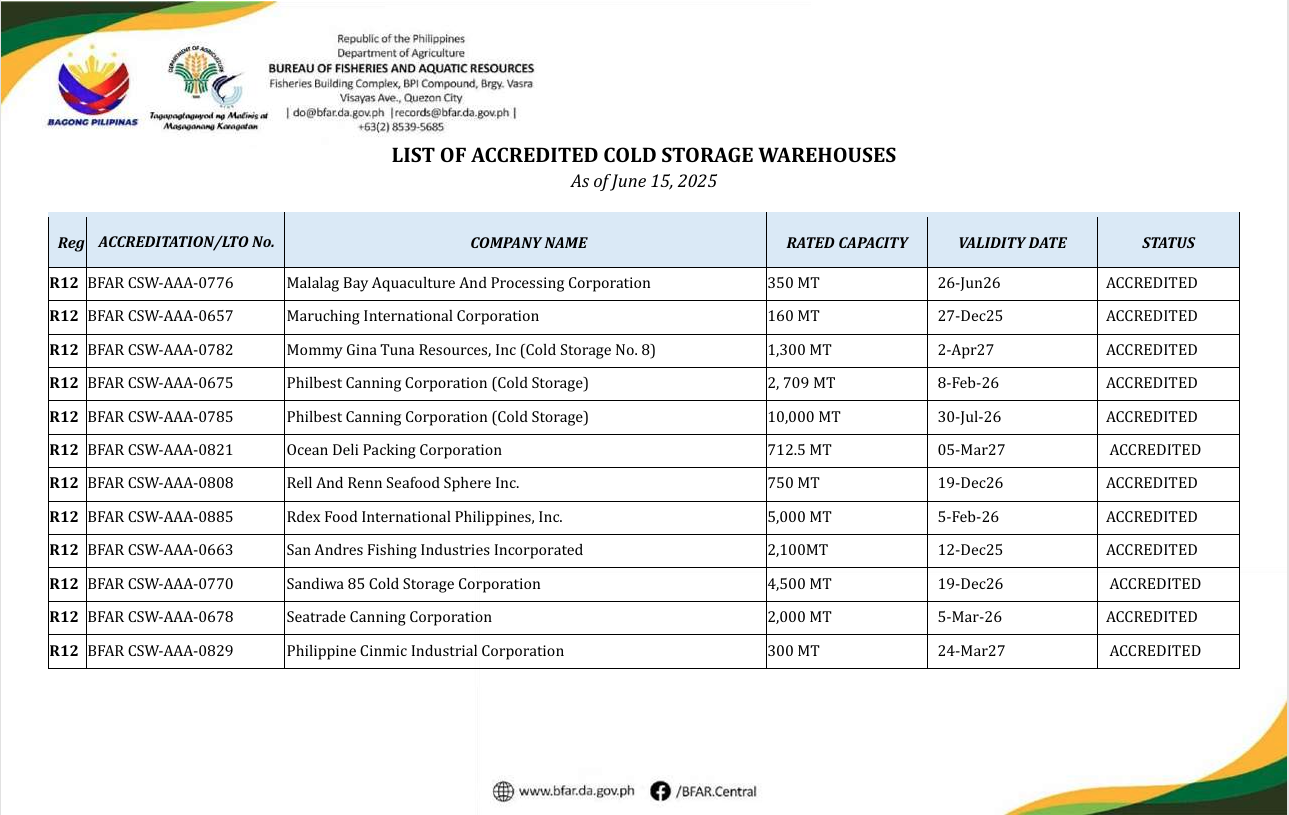 Republic of the Philippines
Department of Agriculture
BUREAU OF FISHERIES AND AQUATIC RESOURCES
Fisheries Building Complex, BPI Compound, Brgy. Vasra
Visayas Ave., Quezon City
| do@bfar.da.gov.ph |records@bfar.da.gov.ph |
+63(2) 8539-5685
BAGONG PILIPINAS
DEPARTMENT OF AGRICULTURE
Tagapagtaguyod ng Malinis at
Masaganang Karagatan
LIST OF ACCREDITED COLD STORAGE WAREHOUSES
As of June 15, 2025
Reg ACCREDITATION/LTO No. COMPANY NAME RATED CAPACITY VALIDITY DATE STATUS
R12 BFAR CSW-AAA-0776 Malalag Bay Aquaculture And Processing Corporation 350 MT 26-Jun26 ACCREDITED
R12 BFAR CSW-AAA-0657 Maruching International Corporation 160 MT 27-Dec25 ACCREDITED
R12 BFAR CSW-AAA-0782 Mommy Gina Tuna Resources, Inc (Cold Storage No. 8) 1,300 MT 2-Apr27 ACCREDITED
R12 BFAR CSW-AAA-0675 Philbest Canning Corporation (Cold Storage) 2, 709 MT 8-Feb-26 ACCREDITED
R12 BFAR CSW-AAA-0785 Philbest Canning Corporation (Cold Storage) 10,000 MT 30-Jul-26 ACCREDITED
R12 BFAR CSW-AAA-0821 Ocean Deli Packing Corporation 712.5 MT 05-Mar27 ACCREDITED
R12 BFAR CSW-AAA-0808 Rell And Renn Seafood Sphere Inc. 750 MT 19-Dec26 ACCREDITED
R12 BFAR CSW-AAA-0885 Rdex Food International Philippines, Inc. 5,000 MT 5-Feb-26 ACCREDITED
R12 BFAR CSW-AAA-0663 San Andres Fishing Industries Incorporated 2,100MT 12-Dec25 ACCREDITED
R12 BFAR CSW-AAA-0770 Sandiwa 85 Cold Storage Corporation 4,500 MT 19-Dec26 ACCREDITED
R12 BFAR CSW-AAA-0678 Seatrade Canning Corporation 2,000 MT 5-Mar-26 ACCREDITED
R12 BFAR CSW-AAA-0829 Philippine Cinmic Industrial Corporation 300 MT 24-Mar27 ACCREDITED
www.bfar.da.gov.ph /BFAR.Central